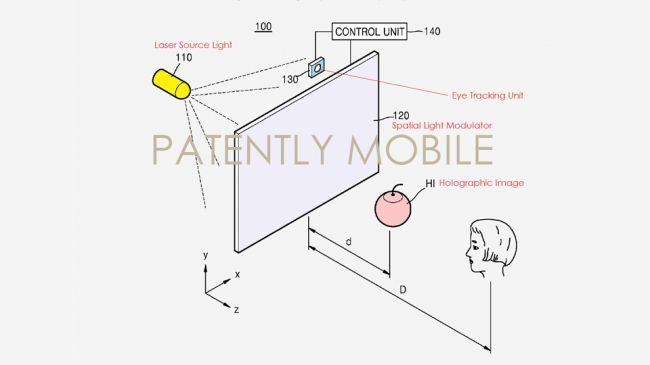 100
CONTROL UNIT
140
Laser Source Light
110
130
Eye Tracking Unit
120
Spatial Light Modulator
PATENTLY MOBILE
HI
Holographic Image
d
D
y
x
z